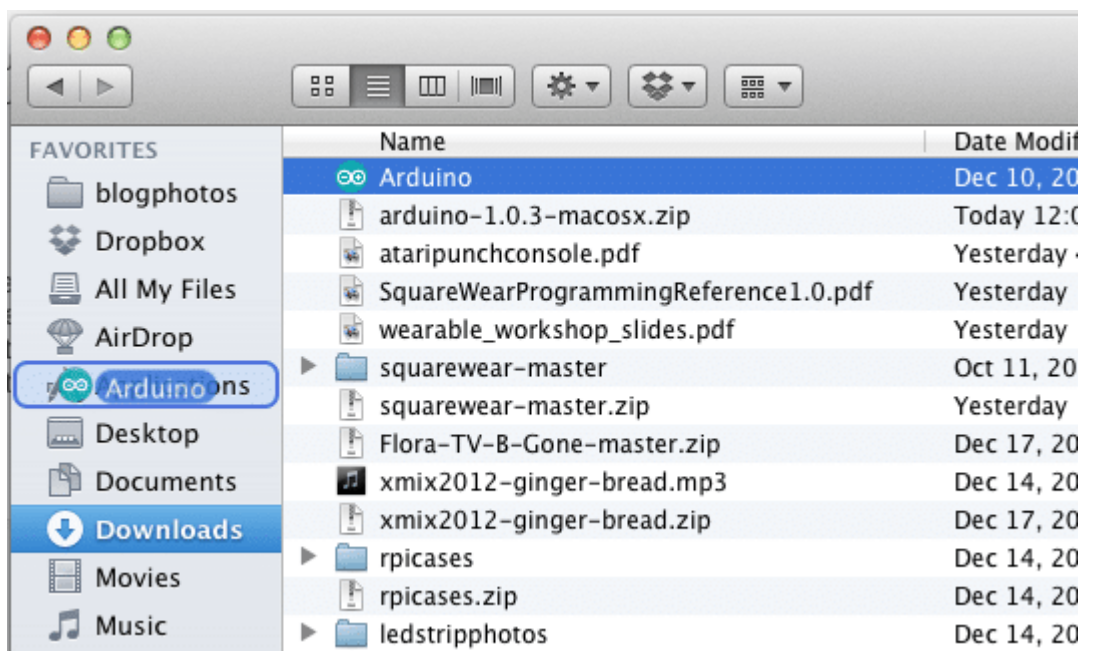 Name Date Modif
FAVORITES
blogphotos
Dropbox
All My Files
AirDrop
Arduino ns
Desktop
Documents
Downloads
Movies
Music
Arduino Dec 10, 20
arduino-1.0.3-macosx.zip Today 12:0
ataripunchconsole.pdf Yesterday
SquareWearProgrammingReference1.0.pdf Yesterday
wearable_workshop_slides.pdf Yesterday
squarewear-master Oct 11, 20
squarewear-master.zip Yesterday
Flora-TV-B-Gone-master.zip Dec 17, 20
xmix2012-ginger-bread.mp3 Dec 14, 20
xmix2012-ginger-bread.zip Dec 17, 20
rpicases Dec 14, 20
rpicases.zip Dec 14, 20
ledstripphotos Dec 14, 20